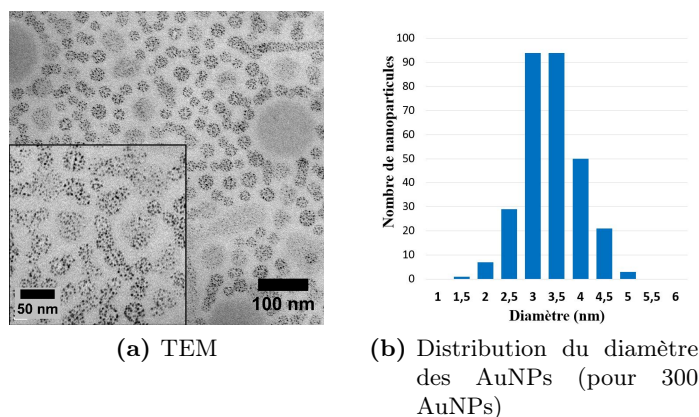 50 nm
100 nm
(a) TEM
Nombre de nanoparticules
100
90
80
70
60
50
40
30
20
10
0
1 1,5 2 2,5 3 3,5 4 4,5 5 5,5 6
Diamètre (nm)
(b) Distribution du diamètre
des AuNPs (pour 300
AuNPs)